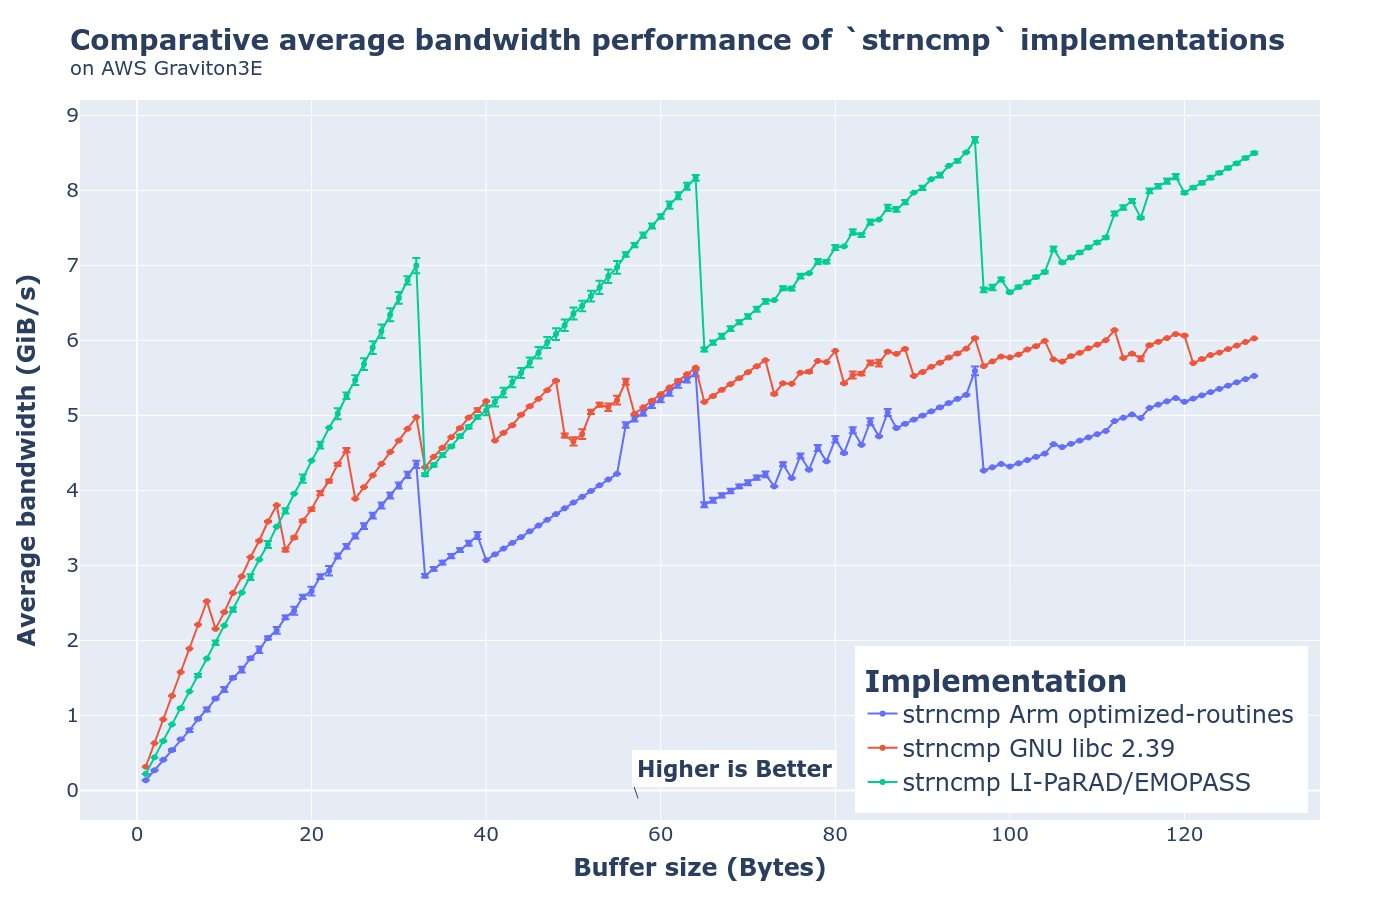 Comparative average bandwidth performance of `strncmp` implementations
on AWS Graviton3E
Average bandwidth (GiB/s)
9
8
7
6
5
4
3
2
1
0
Implementation
strncmp Arm optimized-routines
strncmp GNU libc 2.39
strncmp LI-PaRAD/EMOPASS
Higher is Better
0 20 40 60 80 100 120
Buffer size (Bytes)